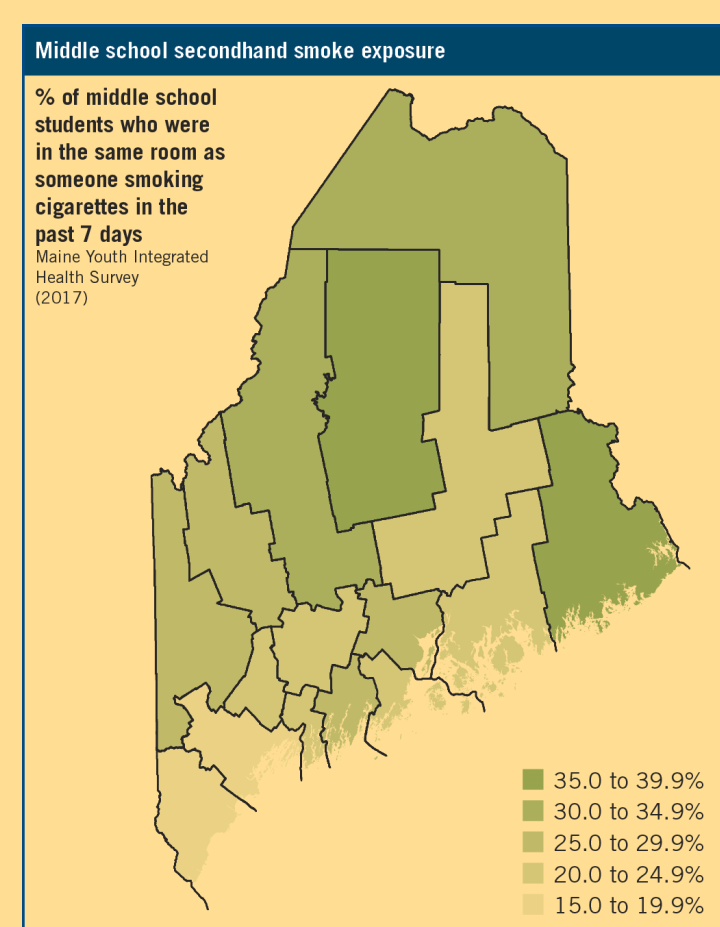 Middle school secondhand smoke exposure
% of middle school
students who were
in the same room as
someone smoking
cigarettes in the
past 7 days
Maine Youth Integrated
Health Survey
(2017)
35.0 to 39.9%
30.0 to 34.9%
25.0 to 29.9%
20.0 to 24.9%
15.0 to 19.9%